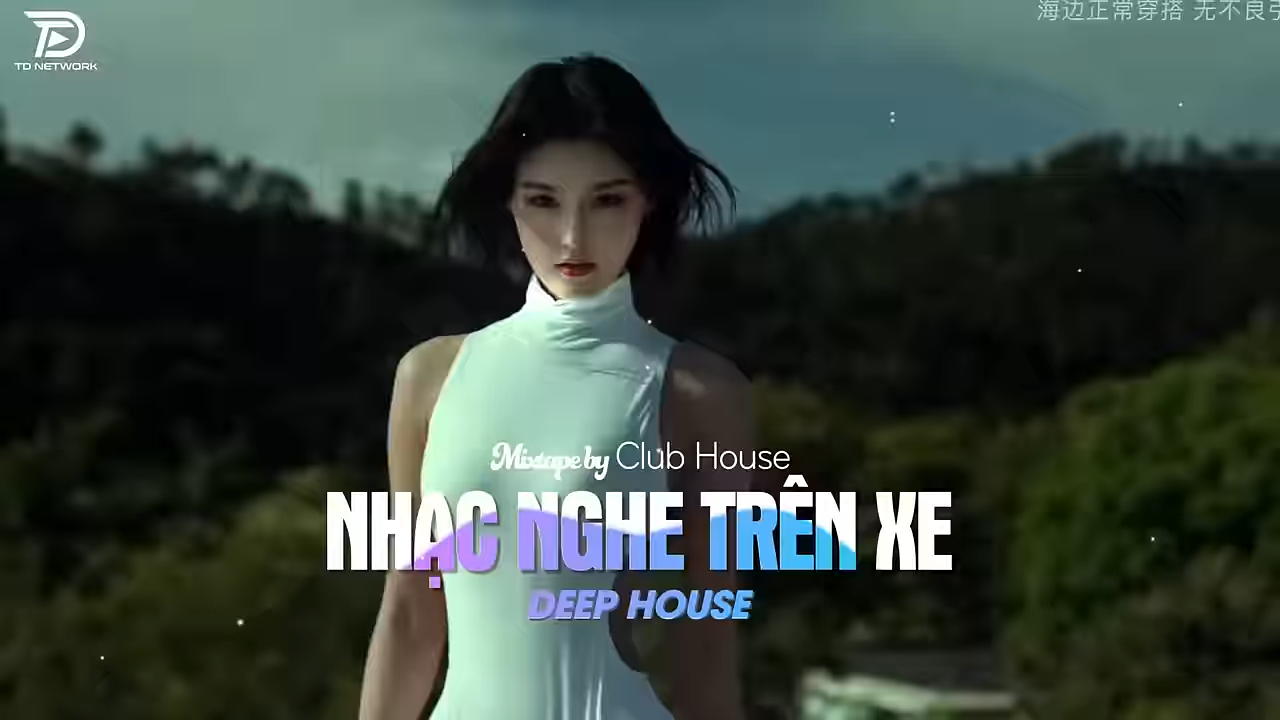 TD NETWORK
海边正常穿搭 无不良引
Mixtape by Club House
NHẠC NGHE TRÊN XE
DEEP HOUSE